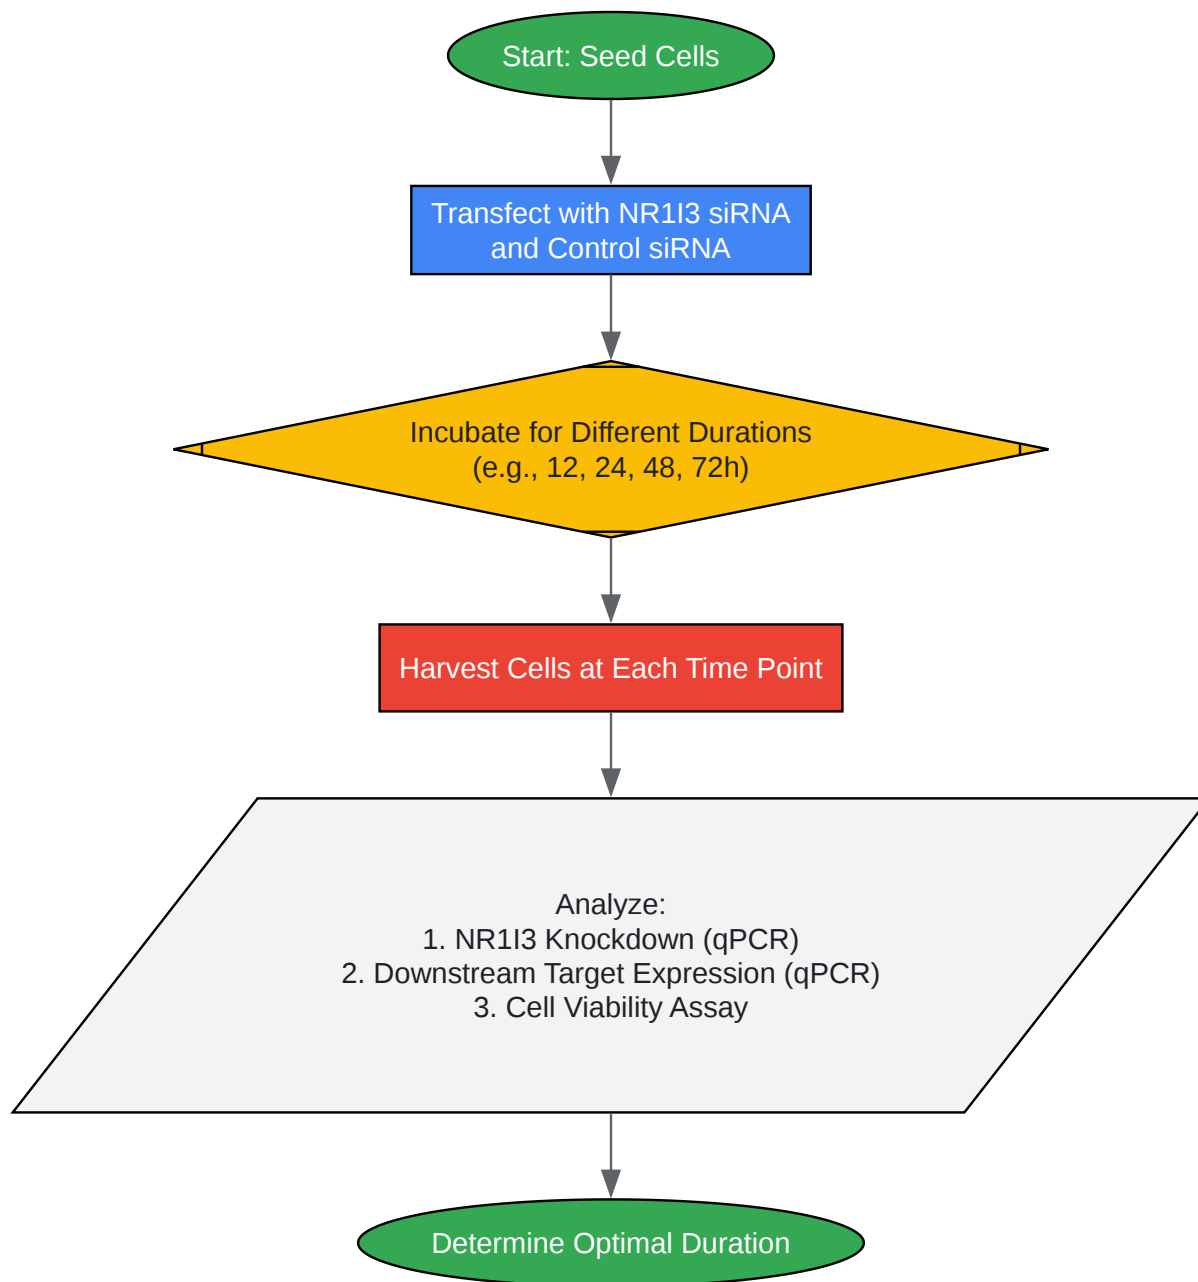 Start: Seed Cells
Transfect with NR1I3 siRNA
and Control siRNA
Incubate for Different Durations
(e.g., 12, 24, 48, 72h)
Harvest Cells at Each Time Point
Analyze:
1. NR1I3 Knockdown (qPCR)
2. Downstream Target Expression (qPCR)
3. Cell Viability Assay
Determine Optimal Duration